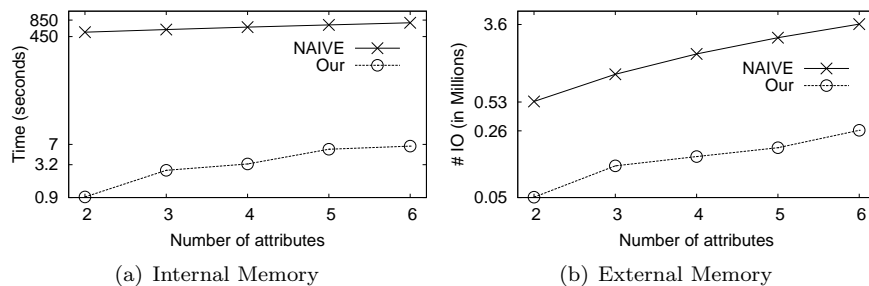 850
450
7
3.2
0.9
Time (seconds)
NAIVE
Our
2 3 4 5 6
Number of attributes
(a) Internal Memory
3.6
0.53
0.26
0.05
# IO (in Millions)
NAIVE
Our
2 3 4 5 6
Number of attributes
(b) External Memory